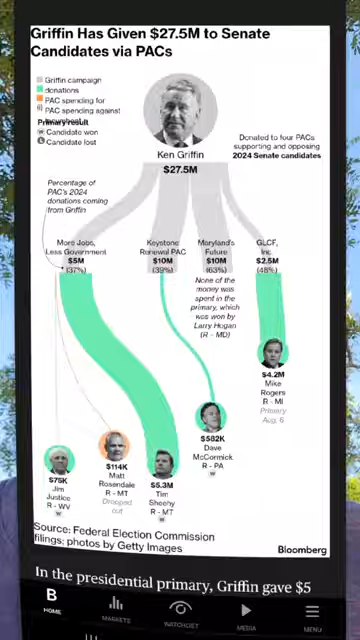 Griffin Has Given $27.5M to Senate
Candidates via PACs
Griffin campaign
donations
PAC spending for
PAC spending against
Primary result
W Candidate won
L Candidate lost
Ken Griffin
$27.5M
Donated to four PACs
supporting and opposing
2024 Senate candidates
Percentage of
PAC's 2024
donations coming
from Griffin
More Jobs,
Less Government
$5M
(37%)
Keystone
Renewal PAC
$10M
(39%)
Maryland's
Future
$10M
(63%)
GLCF,
Inc.
$2.5M
(48%)
None of the
money was
spent in the
primary, which
was won by
Larry Hogan
(R - MD)
$4.2M
Mike
Rogers
R - MI
Primary
Aug. 6
$582K
Dave
McCormick
R - PA
W
$75K
Jim
Justice
R - WV
W
$114K
Matt
Rosendale
R - MT
Dropped
out
$5.3M
Tim
Sheehy
R - MT
W
Source: Federal Election Commission
filings; photos by Getty Images
Bloomberg
In the presidential primary, Griffin gave $5
B
HOME
MARKETS
WATCHLIST
MEDIA
MENU